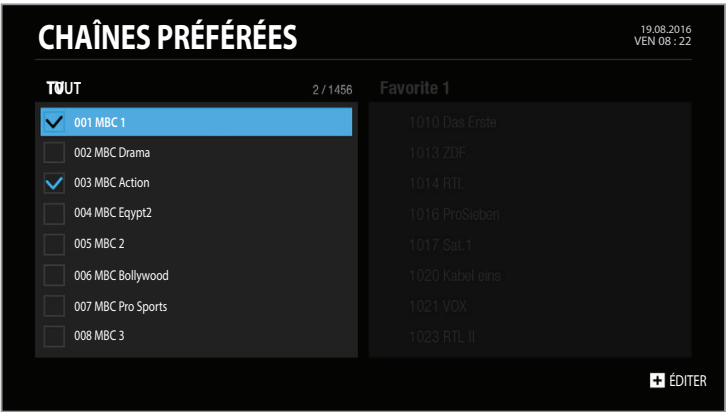 CHAÎNES PRÉFÉRÉES
19.08.2016
VEN 08 : 22
TOUT
2 / 1456
Favorite 1
001 MBC 1
002 MBC Drama
003 MBC Action
004 MBC Eqypt2
005 MBC 2
006 MBC Bollywood
007 MBC Pro Sports
008 MBC 3
1010 Das Erste
1013 ZDF
1014 RTL
1016 ProSieben
1017 Sat.1
1020 Kabel eins
1021 VOX
1023 RTL II
ÉDITER